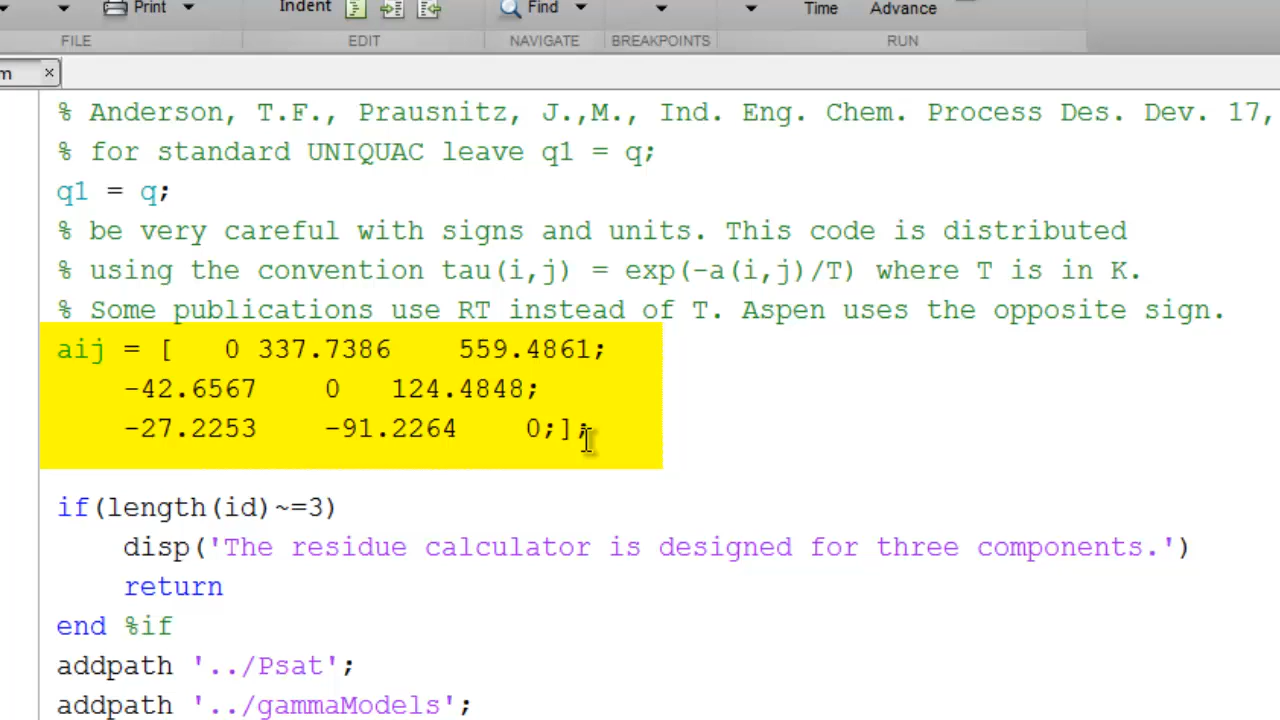 Print Indent Find Time Advance
FILE EDIT NAVIGATE BREAKPOINTS RUN
m ×
% Anderson, T.F., Prausnitz, J.,M., Ind. Eng. Chem. Process Des. Dev. 17,
% for standard UNIQUAC leave q1 = q;
q1 = q;
% be very careful with signs and units. This code is distributed
% using the convention tau(i,j) = exp(-a(i,j)/T) where T is in K.
% Some publications use RT instead of T. Aspen uses the opposite sign.
aij = [ 0 337.7386 559.4861;
-42.6567 0 124.4848;
-27.2253 -91.2264 0;];
if(length(id)~=3)
disp('The residue calculator is designed for three components.')
return
end %if
addpath '../Psat';
addpath '../gammaModels';